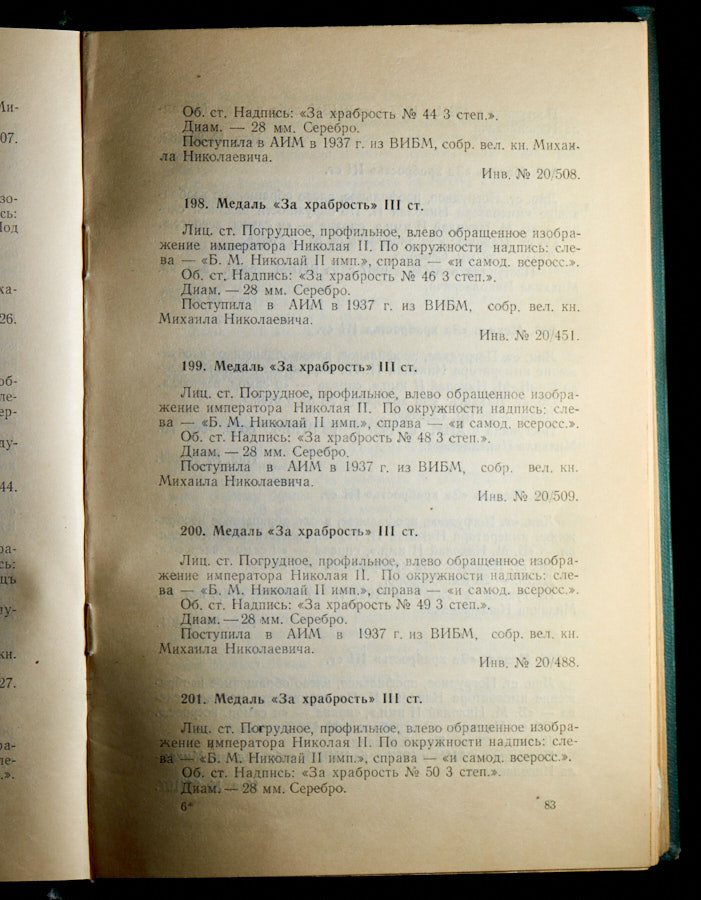 Об. ст. Надпись: «За храбрость № 44 3 степ.».
Диам. — 28 мм. Серебро.
Поступила в АИМ в 1937 г. из ВИБМ, собр. вел. кн. Михаи-
ла Николаевича.
Инв. № 20/508.
198. Медаль «За храбрость» III ст.
Лиц. ст. Погрудное, профильное, влево обращенное изобра-
жение императора Николая II. По окружности надпись: сле-
ва — «Б. М. Николай II имп.», справа — «и самод. всеросс.».
Об. ст. Надпись: «За храбрость № 46 3 степ.».
Диам. — 28 мм. Серебро.
Поступила в АИМ в 1937 г. из ВИБМ, собр. вел. кн.
Михаила Николаевича.
Инв. № 20/451.
199. Медаль «За храбрость» III ст.
Лиц. ст. Погрудное, профильное, влево обращенное изобра-
жение императора Николая II. По окружности надпись: сле-
ва — «Б. М. Николай II имп.», справа — «и самод. всеросс.».
Об. ст. Надпись: «За храбрость № 48 3 степ.».
Диам. — 28 мм. Серебро.
Поступила в АИМ в 1937 г. из ВИБМ, собр. вел. кн.
Михаила Николаевича.
Инв. № 20/509.
200. Медаль «За храбрость» III ст.
Лиц. ст. Погрудное, профильное, влево обращенное изобра-
жение императора Николая II. По окружности надпись: сле-
ва — «Б. М. Николай II имп.», справа — «и самод. всеросс.».
Об. ст. Надпись: «За храбрость № 49 3 степ.».
Диам. — 28 мм. Серебро.
Поступила в АИМ в 1937 г. из ВИБМ, собр. вел. кн.
Михаила Николаевича.
Инв. № 20/488.
201. Медаль «За храбрость» III ст.
Лиц. ст. Погрудное, профильное, влево обращенное изобра-
жение императора Николая II. По окружности надпись: сле-
ва — «Б. М. Николай II имп.», справа — «и самод. всеросс.».
Об. ст. Надпись: «За храбрость № 50 3 степ.».
Диам. — 28 мм. Серебро.
6* 83